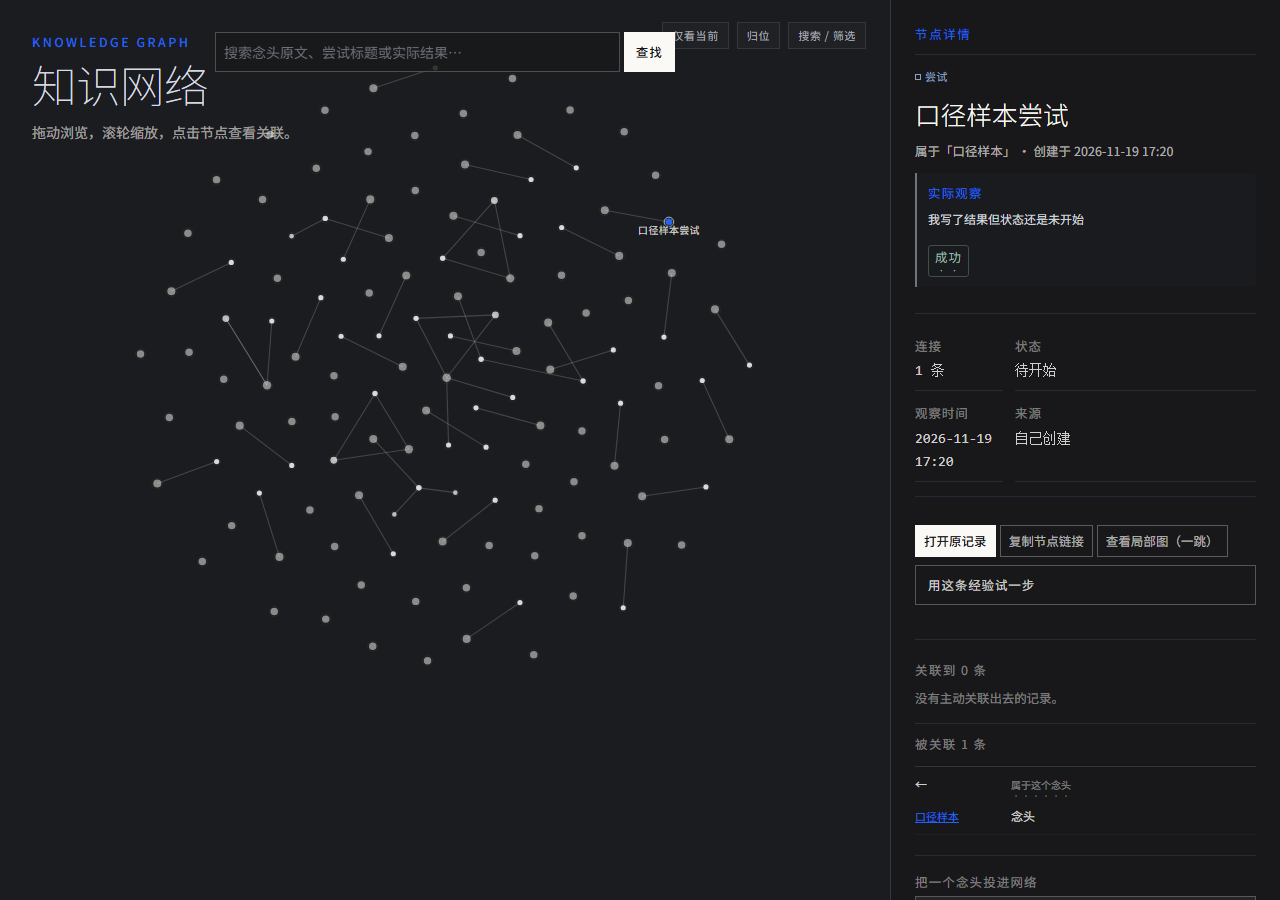 KNOWLEDGE GRAPH
知识网络
拖动浏览，滚轮缩放，点击节点查看关联。
搜索念头原文、尝试标题或实际结果…
查找
仅看当前
归位
搜索 / 筛选
口径样本尝试
节点详情
尝试
口径样本尝试
属于「口径样本」 · 创建于 2026-11-19 17:20
实际观察
我写了结果但状态还是未开始
成功
连接
状态
1 条
待开始
观察时间
来源
2026-11-19
17:20
自己创建
打开原记录
复制节点链接
查看局部图（一跳）
用这条经验试一步
关联到 0 条
没有主动关联出去的记录。
被关联 1 条
←
属于这个念头
口径样本
念头
把一个念头投进网络